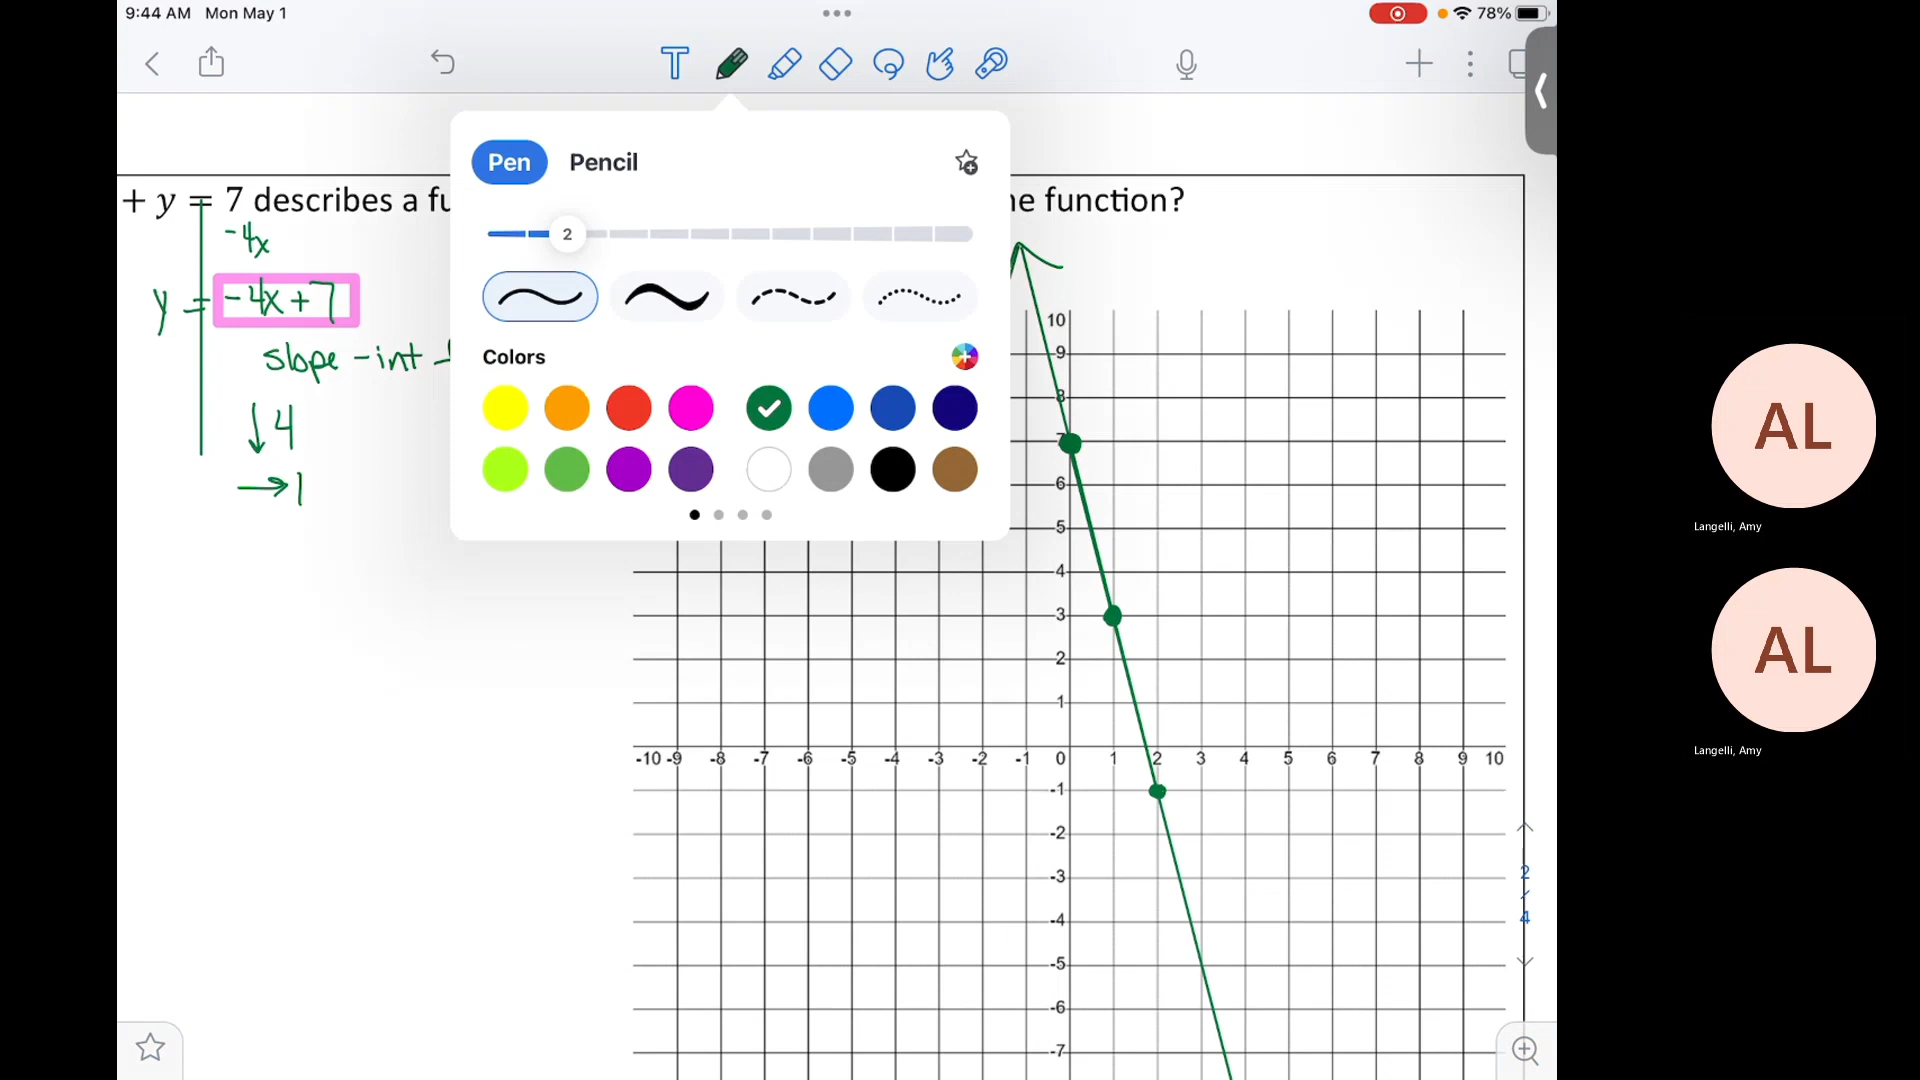 9:44 AM Mon May 1
78%
T
Pen Pencil
+ y = 7 describes a fu
he function?
-4x
2
y = -4x+7
slope-int
Colors
↓4
→1
10
9
8
7
6
5
4
3
2
1
-10 -9 -8 -7 -6 -5 -4 -3 -2 -1 0 1 2 3 4 5 6 7 8 9 10
-1
-2
-3
-4
-5
-6
-7
2
/
4
AL
Langelli, Amy
AL
Langelli, Amy